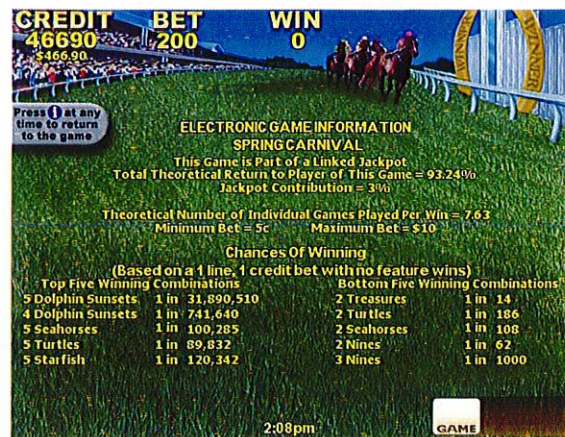 CREDIT BET WIN
46690 200 0
$466.90
WINNER WINNER
Press i at any
time to return
to the game
ELECTRONIC GAME INFORMATION
SPRING CARNIVAL
This Game is Part of a Linked Jackpot
Total Theoretical Return to Player of This Game = 93.24%
Jackpot Contribution = 3%
Theoretical Number of Individual Games Played Per Win = 7.63
Minimum Bet = 5c Maximum Bet = $10
Chances Of Winning
(Based on a 1 line, 1 credit bet with no feature wins)
Top Five Winning Combinations Bottom Five Winning Combinations
5 Dolphin Sunsets 1 in 31,890,510 2 Treasures 1 in 14
4 Dolphin Sunsets 1 in 741,640 2 Turtles 1 in 186
5 Seahorses 1 in 100,285 2 Seahorses 1 in 108
5 Turtles 1 in 89,832 2 Nines 1 in 62
5 Starfish 1 in 120,342 3 Nines 1 in 1000
2:08pm
GAME